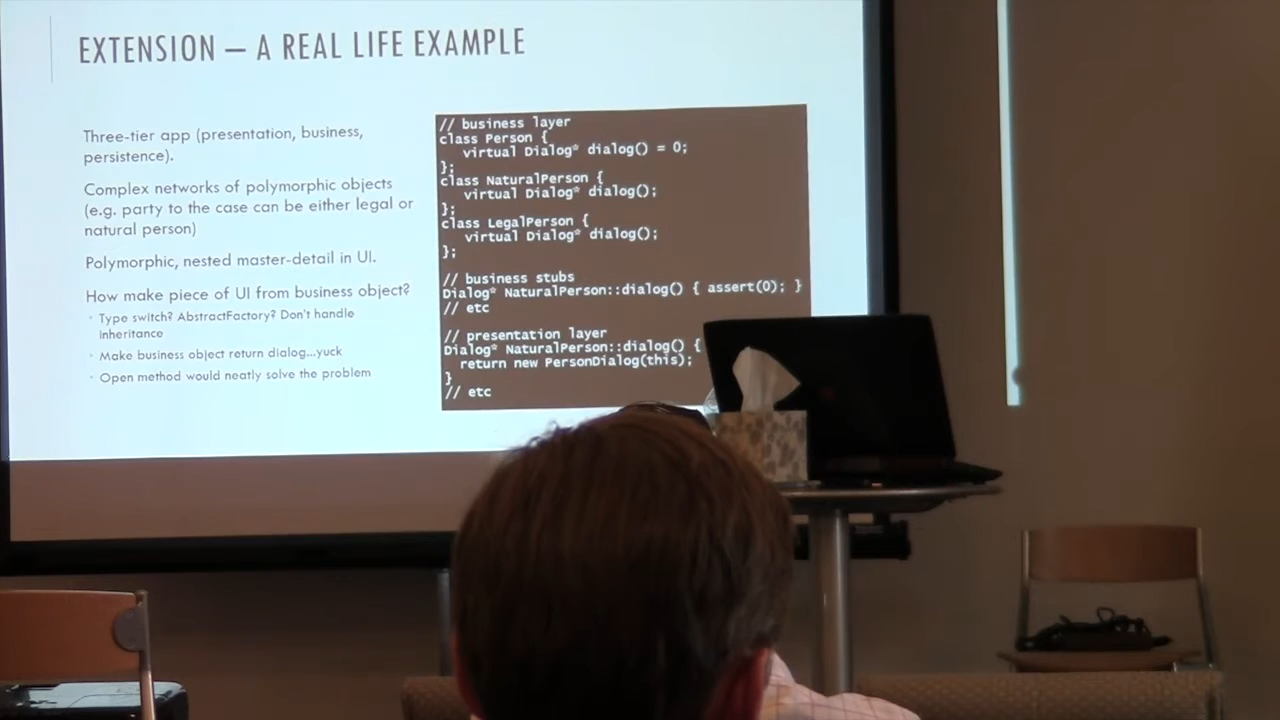 EXTENSION – A REAL LIFE EXAMPLE
Three-tier app (presentation, business,
persistence).
Complex networks of polymorphic objects
(e.g. party to the case can be either legal or
natural person)
Polymorphic, nested master-detail in UI.
How make piece of UI from business object?
Type switch? AbstractFactory? Don't handle
inheritance
Make business object return dialog...yuck
Open method would neatly solve the problem
// business layer
class Person {
virtual Dialog* dialog() = 0;
};
class NaturalPerson {
virtual Dialog* dialog();
};
class LegalPerson {
virtual Dialog* dialog();
};
// business stubs
Dialog* NaturalPerson::dialog() { assert(0); }
// etc
// presentation layer
Dialog* NaturalPerson::dialog() {
return new PersonDialog(this);
}
// etc